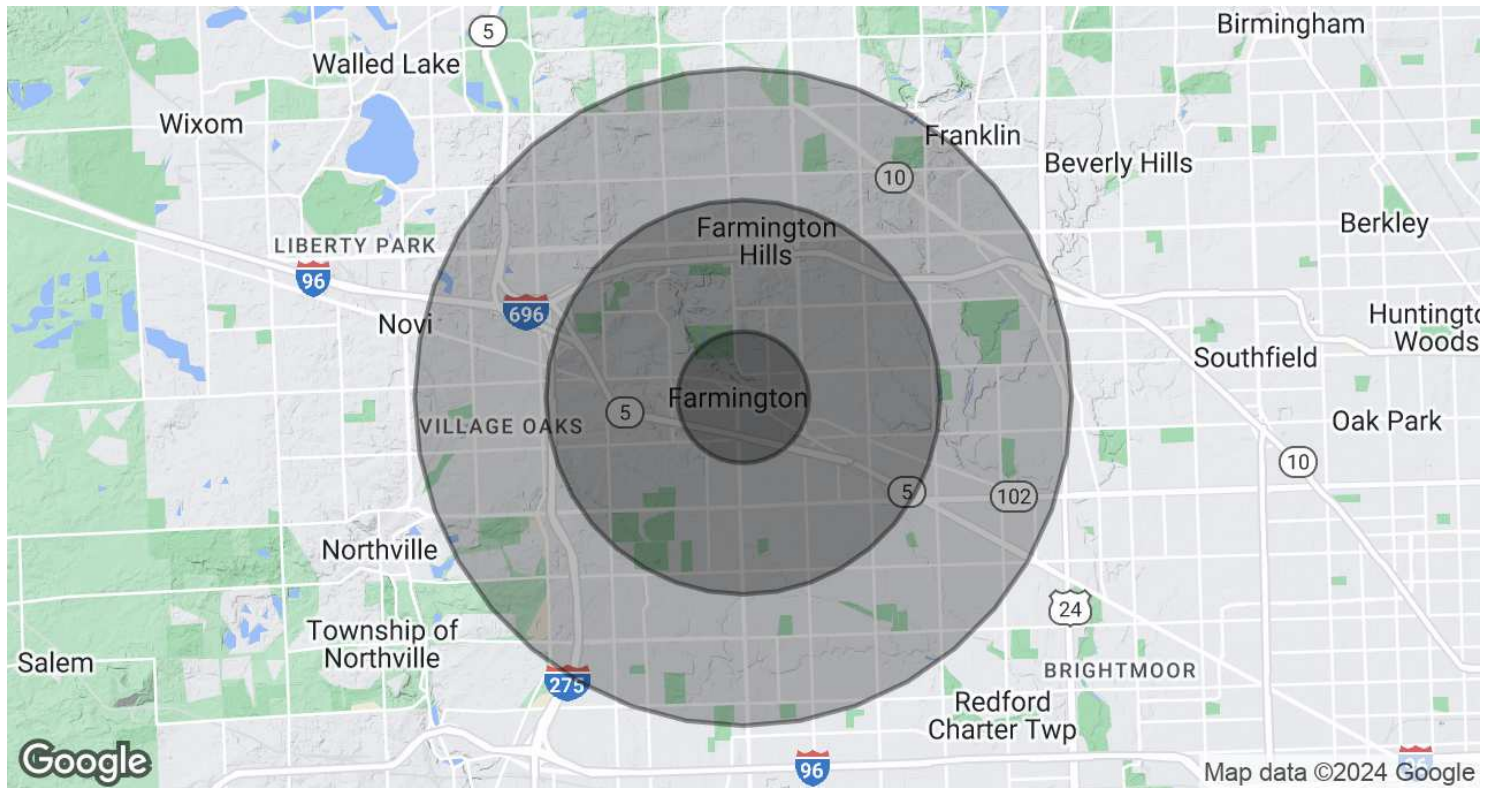 Birmingham
5
Walled Lake
Wixom
Franklin
Beverly Hills
10
Berkley
Farmington
Hills
LIBERTY PARK
96
696
Novi
Huntingto
Woods
Southfield
Farmington
5
VILLAGE OAKS
Oak Park
10
5
102
Northville
24
Township of
Northville
Salem
275
BRIGHTMOOR
Redford
Charter Twp
Google
96
96
Map data ©2024 Google